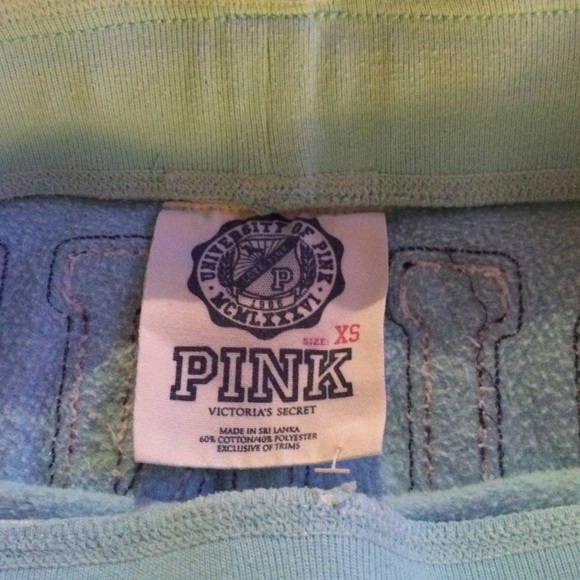 UNIVERSITY OF PINK
P
1986
MCMLXXXVI
SIZE: XS
PINK
VICTORIA'S SECRET
MADE IN SRI LANKA
60% COTTON/40% POLYESTER
EXCLUSIVE OF TRIMS